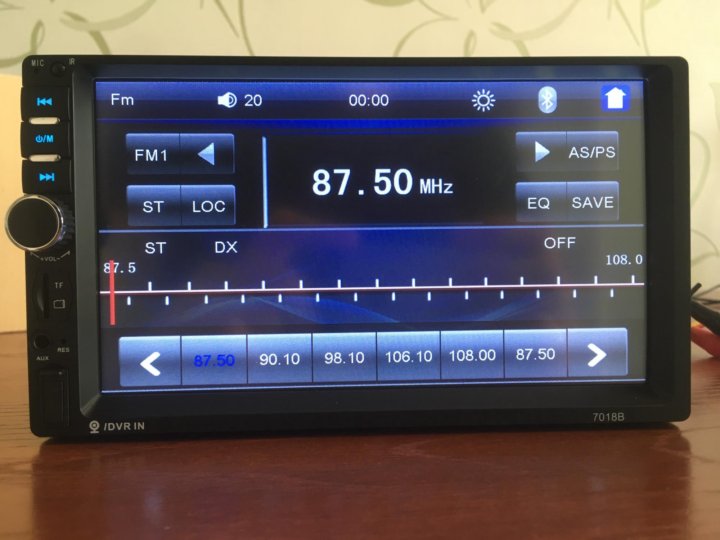 MIC IR
Fm 20 00:00
⏻/M
FM1 AS/PS
87.50 MHz
ST LOC EQ SAVE
VOL
ST DX OFF
87.5 108.0
TF
87.50 90.10 98.10 106.10 108.00 87.50
AUX RES
/DVR IN 7018B